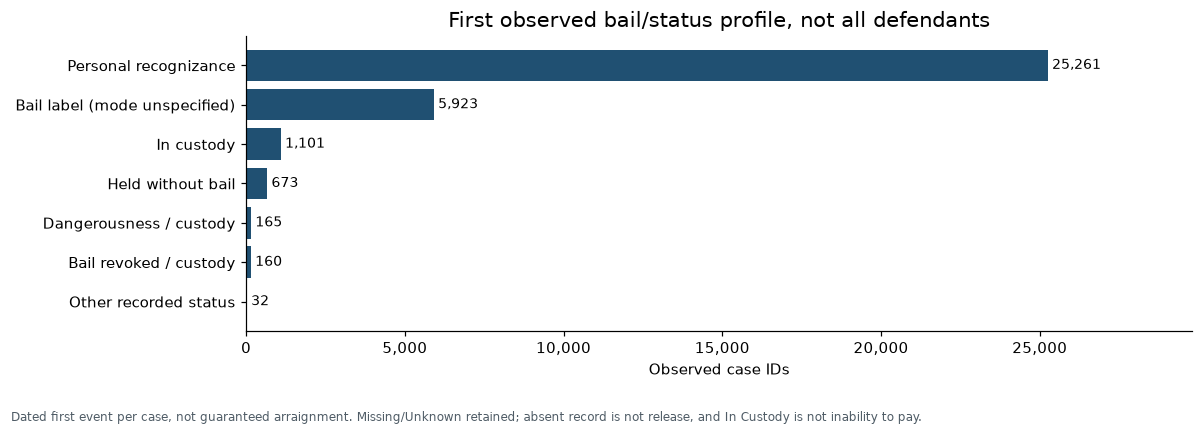 First observed bail/status profile, not all defendants
Personal recognizance 25,261
Bail label (mode unspecified) 5,923
In custody 1,101
Held without bail 673
Dangerousness / custody 165
Bail revoked / custody 160
Other recorded status 32
0 5,000 10,000 15,000 20,000 25,000
Observed case IDs
Dated first event per case, not guaranteed arraignment. Missing/Unknown retained; absent record is not release, and In Custody is not inability to pay.